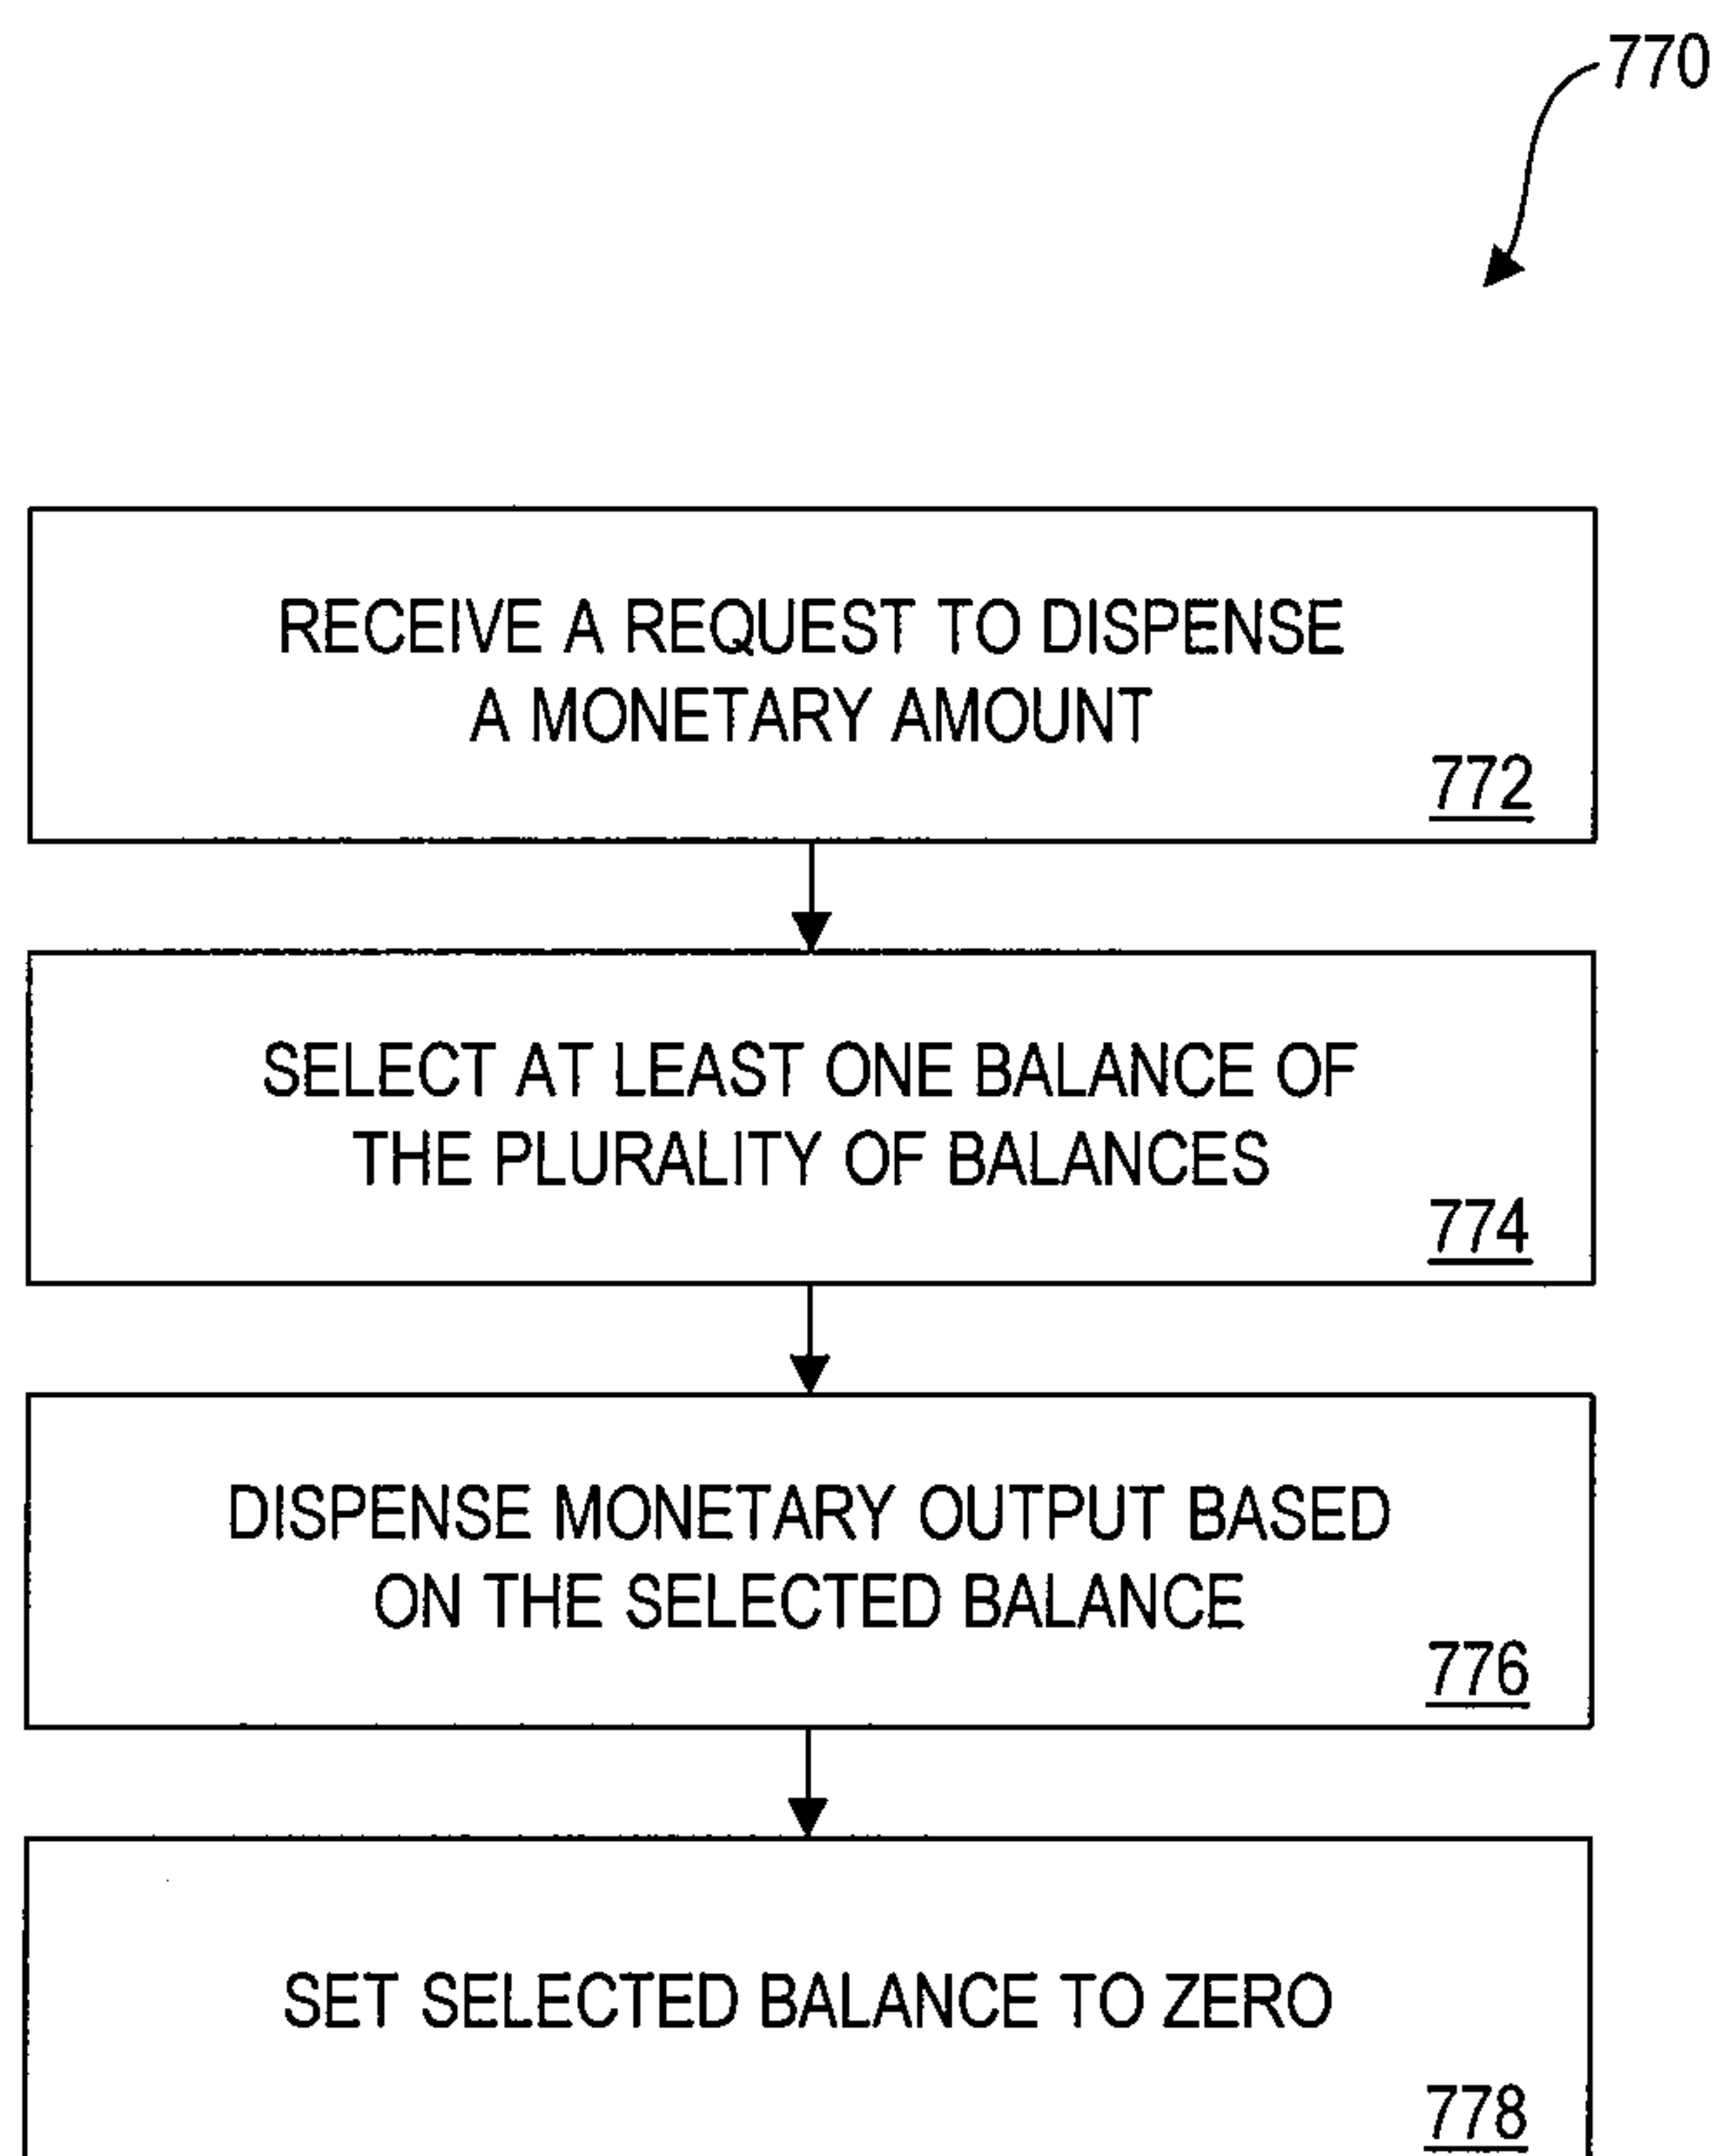 770
RECEIVE A REQUEST TO DISPENSE
A MONETARY AMOUNT
772
SELECT AT LEAST ONE BALANCE OF
THE PLURALITY OF BALANCES
774
DISPENSE MONETARY OUTPUT BASED
ON THE SELECTED BALANCE
776
SET SELECTED BALANCE TO ZERO
778